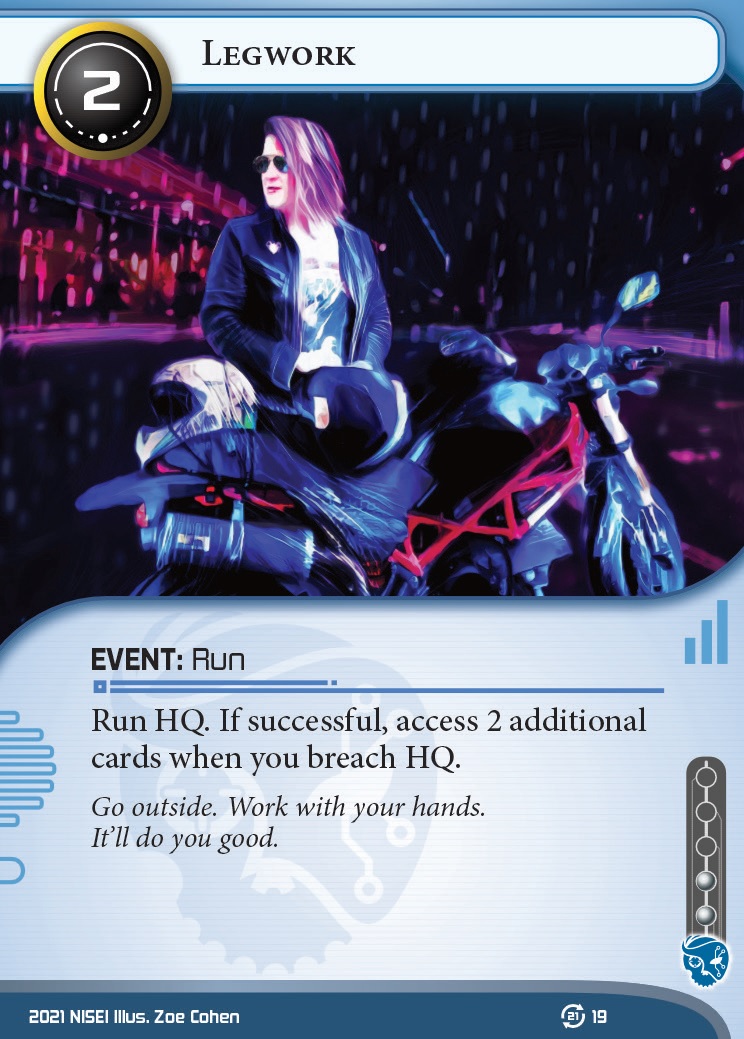 2
Legwork
EVENT: Run
Run HQ. If successful, access 2 additional
cards when you breach HQ.
Go outside. Work with your hands.
It'll do you good.
2021 NISEI Illus. Zoe Cohen
21 19